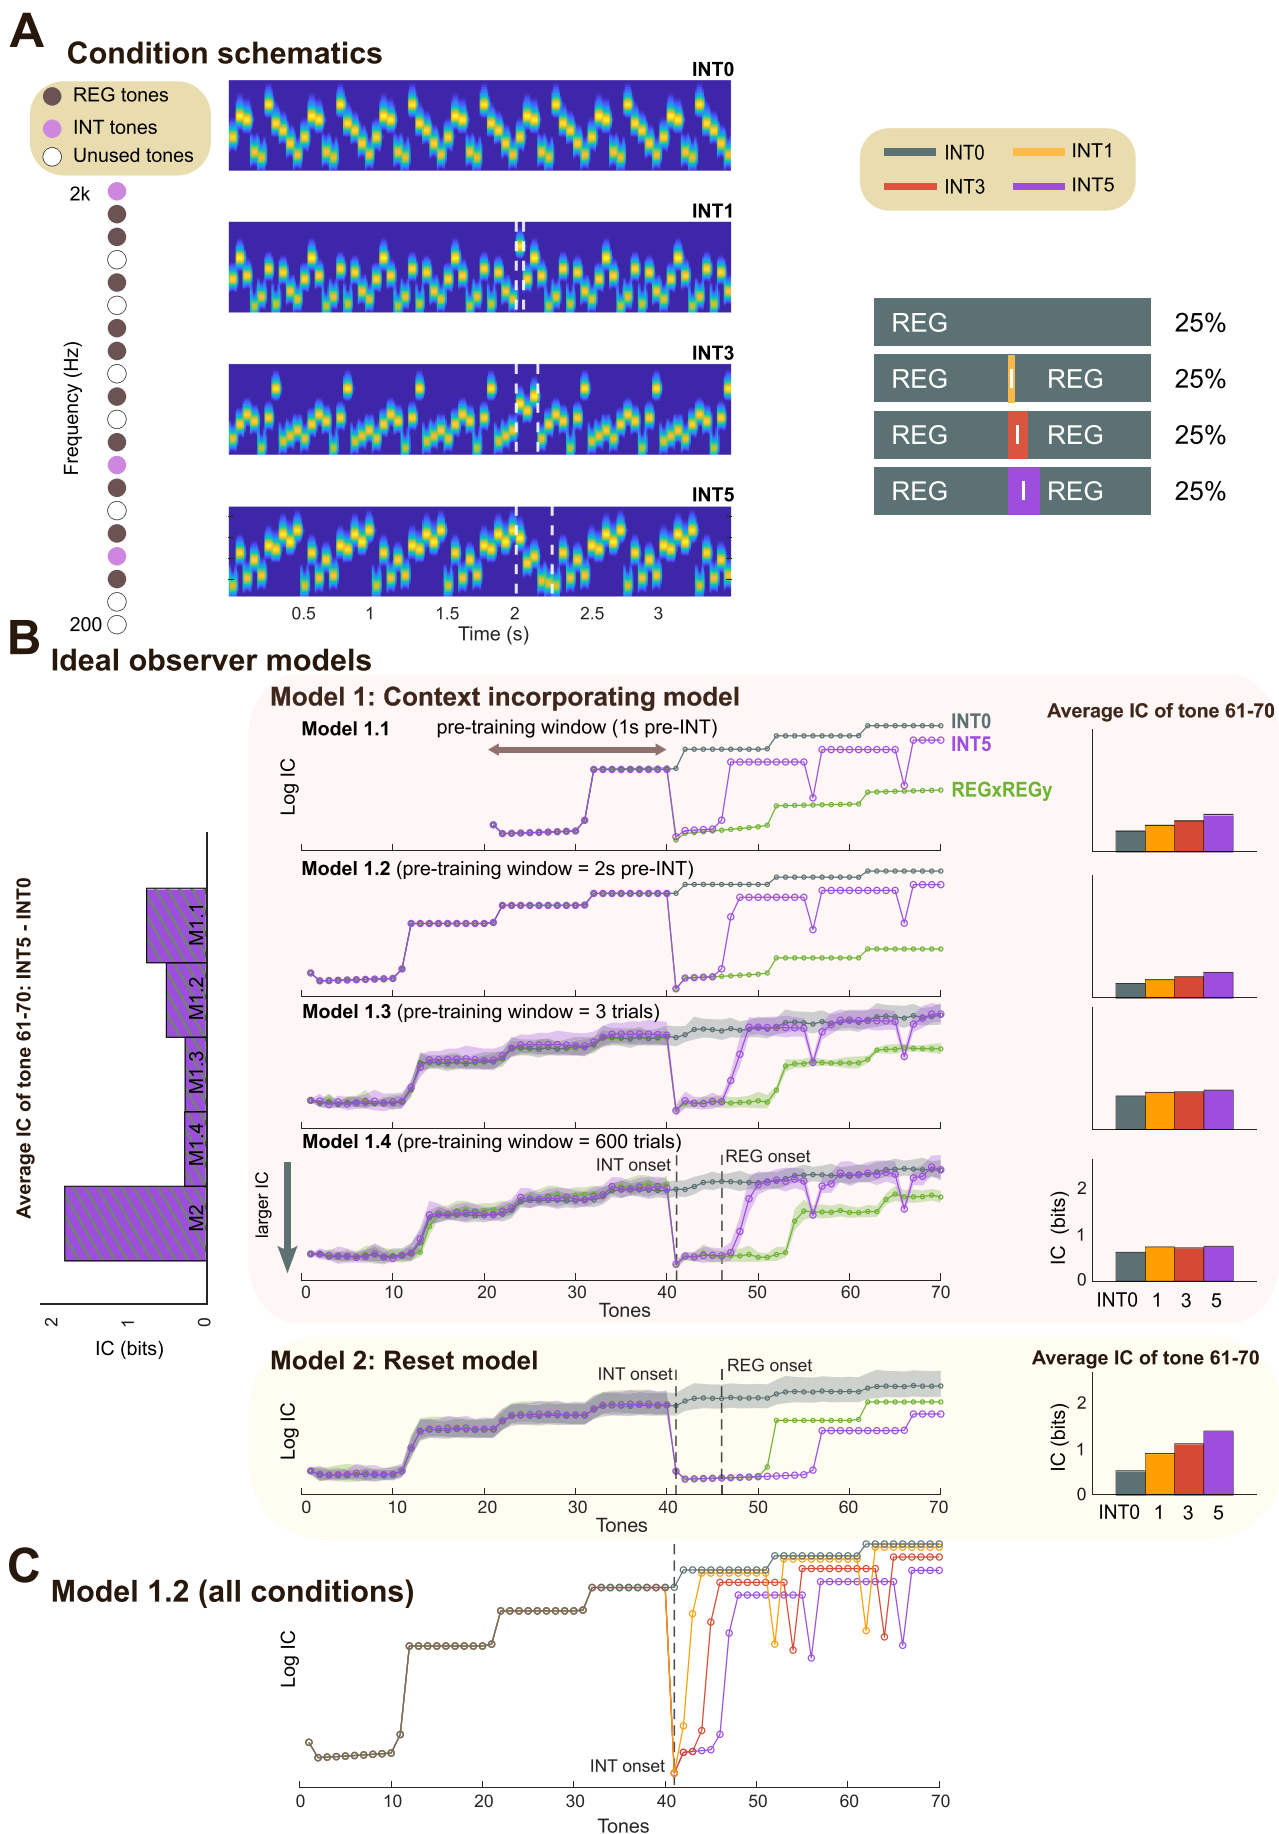 A
Condition schematics
REG tones
INT tones
Unused tones
2k
Frequency (Hz)
200
INT0
INT1
INT3
INT5
0.5 1 1.5 2 2.5 3
Time (s)
INT0 INT1
INT3 INT5
REG 25%
REG I REG 25%
REG I REG 25%
REG I REG 25%
B
Ideal observer models
Average IC of tone 61-70: INT5 - INT0
M1.1
M1.2
M1.3
M1.4
M2
2 1 0
IC (bits)
Model 1: Context incorporating model
Model 1.1
pre-training window (1s pre-INT)
Log IC
INT0
INT5
REGxREGy
Average IC of tone 61-70
Model 1.2 (pre-training window = 2s pre-INT)
Model 1.3 (pre-training window = 3 trials)
Model 1.4 (pre-training window = 600 trials)
INT onset
REG onset
larger IC
0 10 20 30 40 50 60 70
Tones
IC (bits)
2
1
0
INT0 1 3 5
Model 2: Reset model
INT onset
REG onset
Log IC
0 10 20 30 40 50 60 70
Tones
Average IC of tone 61-70
IC (bits)
2
1
0
INT0 1 3 5
C
Model 1.2 (all conditions)
Log IC
INT onset
0 10 20 30 40 50 60 70
Tones